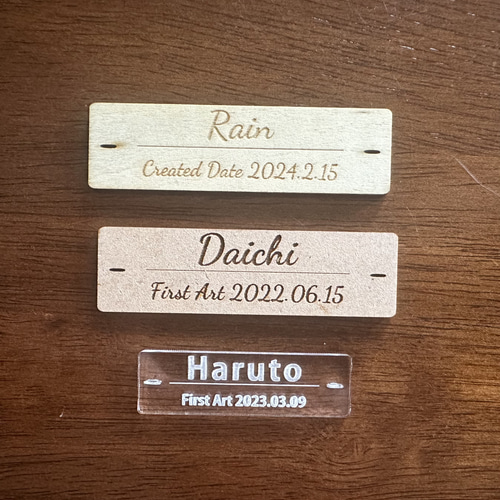 Rain
Created Date 2024.2.15
Daichi
First Art 2022.06.15
Haruto
First Art 2023.03.09